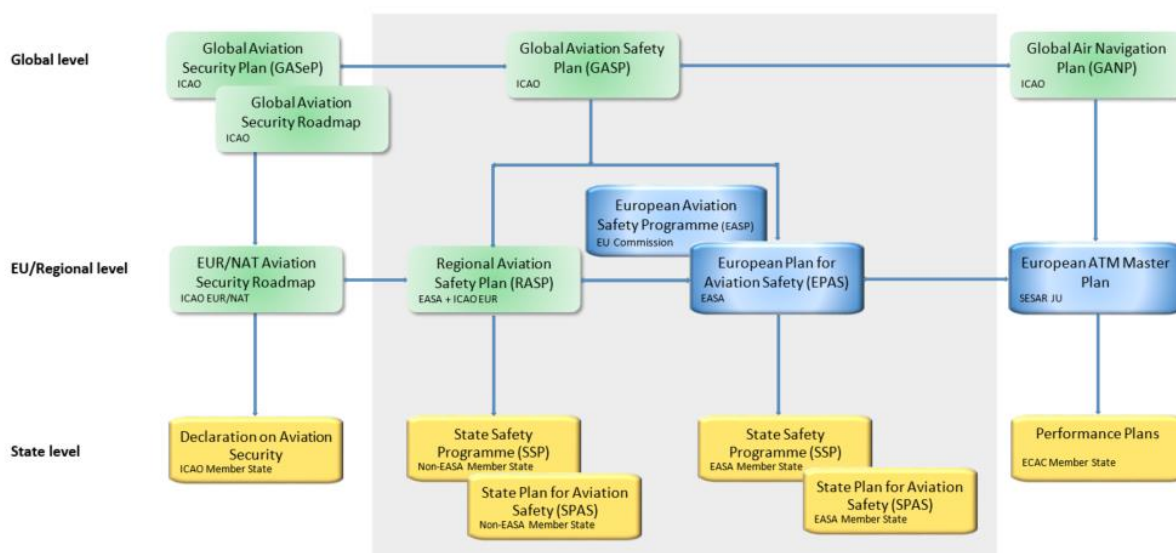 Global level
Global Aviation
Security Plan (GASeP)
ICAO
Global Aviation
Security Roadmap
ICAO
Global Aviation Safety
Plan (GASP)
ICAO
Global Air Navigation
Plan (GANP)
ICAO
European Aviation
Safety Programme (EASP)
EU Commission
EU/Regional level
EUR/NAT Aviation
Security Roadmap
ICAO EUR/NAT
Regional Aviation
Safety Plan (RASP)
EASA + ICAO EUR
European Plan for
Aviation Safety (EPAS)
EASA
European ATM Master
Plan
SESAR JU
State level
Declaration on Aviation
Security
ICAO Member State
State Safety
Programme (SSP)
Non-EASA Member State
State Plan for Aviation
Safety (SPAS)
Non-EASA Member State
State Safety
Programme (SSP)
EASA Member State
State Plan for Aviation
Safety (SPAS)
EASA Member State
Performance Plans
ECAC Member State